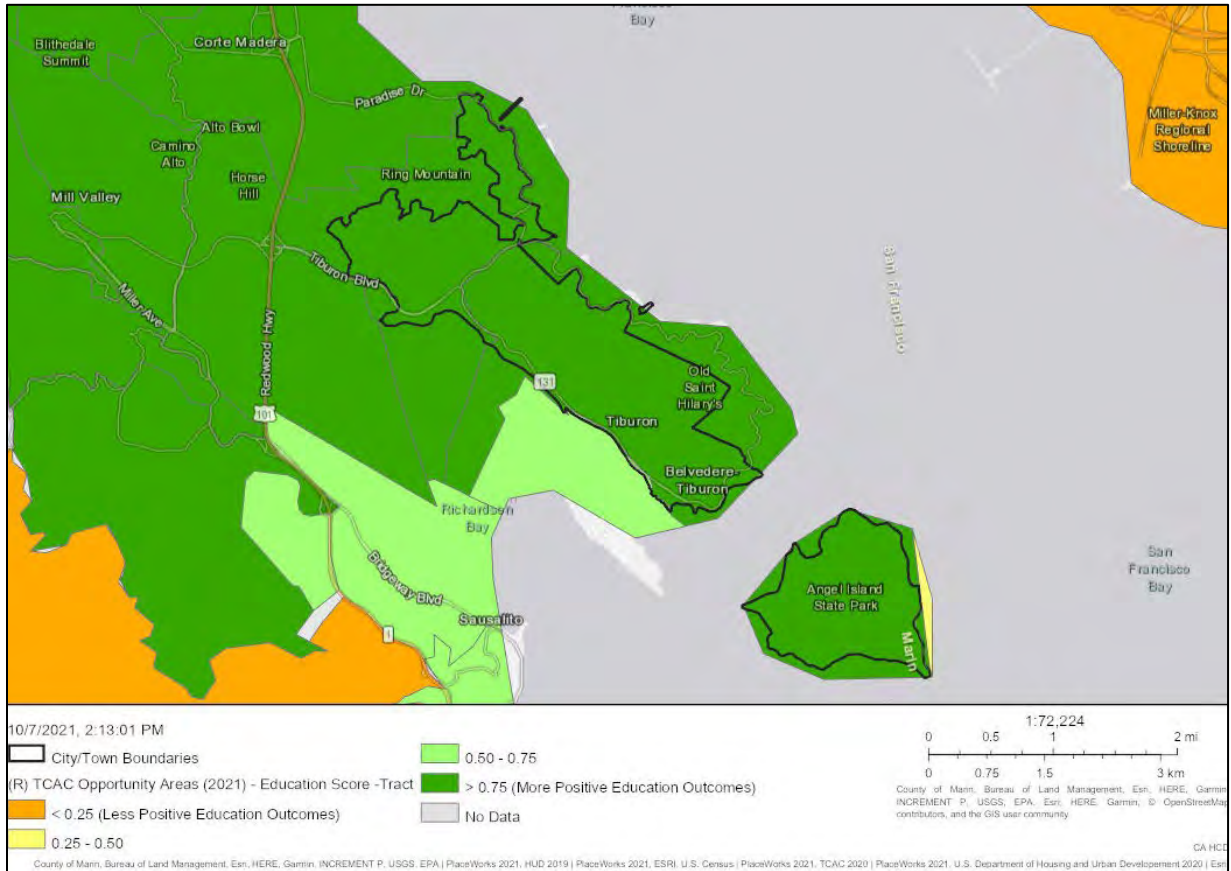 Francisco
Bay
Blithedale
Summit
Corte Madera
Paradise Dr
Alto Bowl
Camino
Alto
Horse
Hill
Ring Mountain
Mill Valley
Miller-Knox
Regional
Shoreline
Tiburon Blvd
Miller Ave
Redwood Hwy
San Francisco
131
Old
Saint
Hilary's
101
Tiburon
Belvedere-
Tiburon
Richardson
Bay
Bridgeway Blvd
San
Francisco
Bay
Angel Island
State Park
Marin
Sausalito
1
10/7/2021, 2:13:01 PM
City/Town Boundaries
(R) TCAC Opportunity Areas (2021) - Education Score -Tract
< 0.25 (Less Positive Education Outcomes)
0.25 - 0.50
0.50 - 0.75
> 0.75 (More Positive Education Outcomes)
No Data
1:72,224
0 0.5 1 2 mi
0 0.75 1.5 3 km
County of Marin, Bureau of Land Management, Esri, HERE, Garmin,
INCREMENT P, USGS, EPA, Esri, HERE, Garmin, © OpenStreetMap
contributors, and the GIS user community
CA HCD
County of Marin, Bureau of Land Management, Esri, HERE, Garmin, INCREMENT P, USGS, EPA | PlaceWorks 2021, HUD 2019 | PlaceWorks 2021, ESRI, U.S. Census | PlaceWorks 2021, TCAC 2020 | PlaceWorks 2021, U.S. Department of Housing and Urban Developement 2020 | Esri